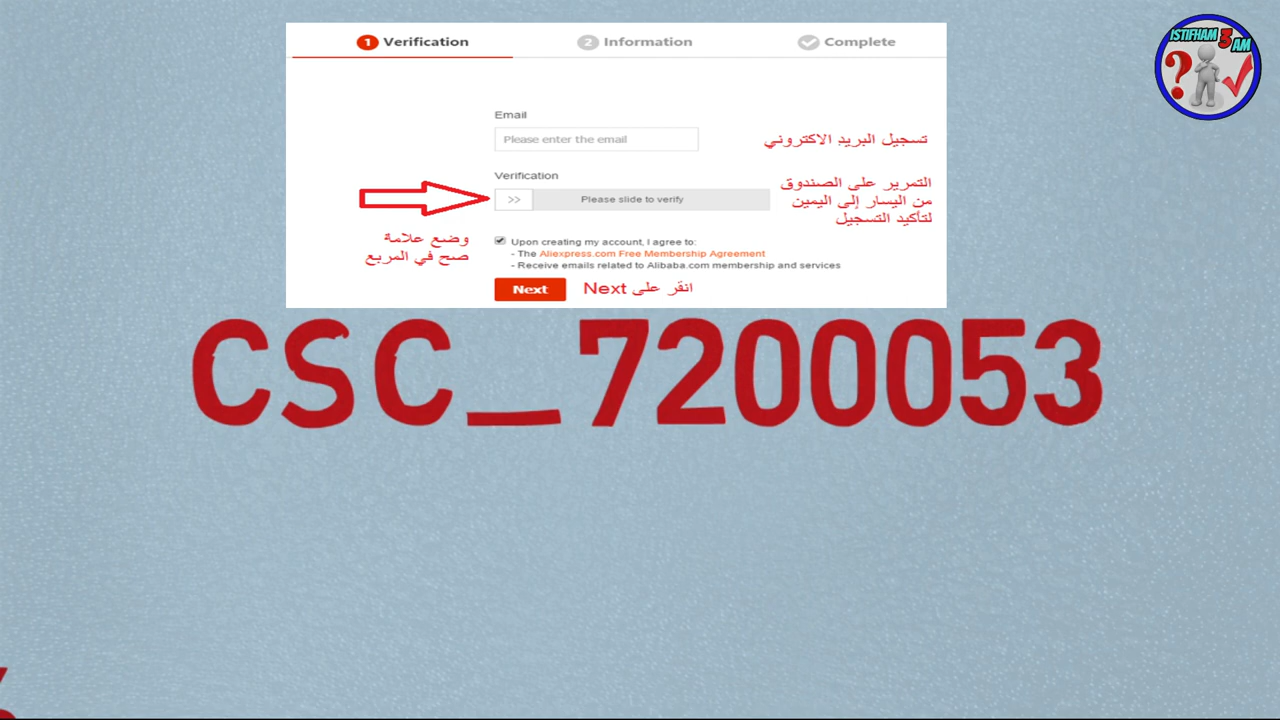 ISTIFHAM 3 AM
1 Verification
2 Information
Complete
Email
Please enter the email
تسجيل البريد الاكتروني
Verification
>> Please slide to verify
التمرير على الصندوق
من اليسار إلى اليمين
لتأكيد التسجيل
وضع علامة
صح في المربع
Upon creating my account, I agree to:
- The Aliexpress.com Free Membership Agreement
- Receive emails related to Alibaba.com membership and services
Next
انقر على Next
CSC_7200053